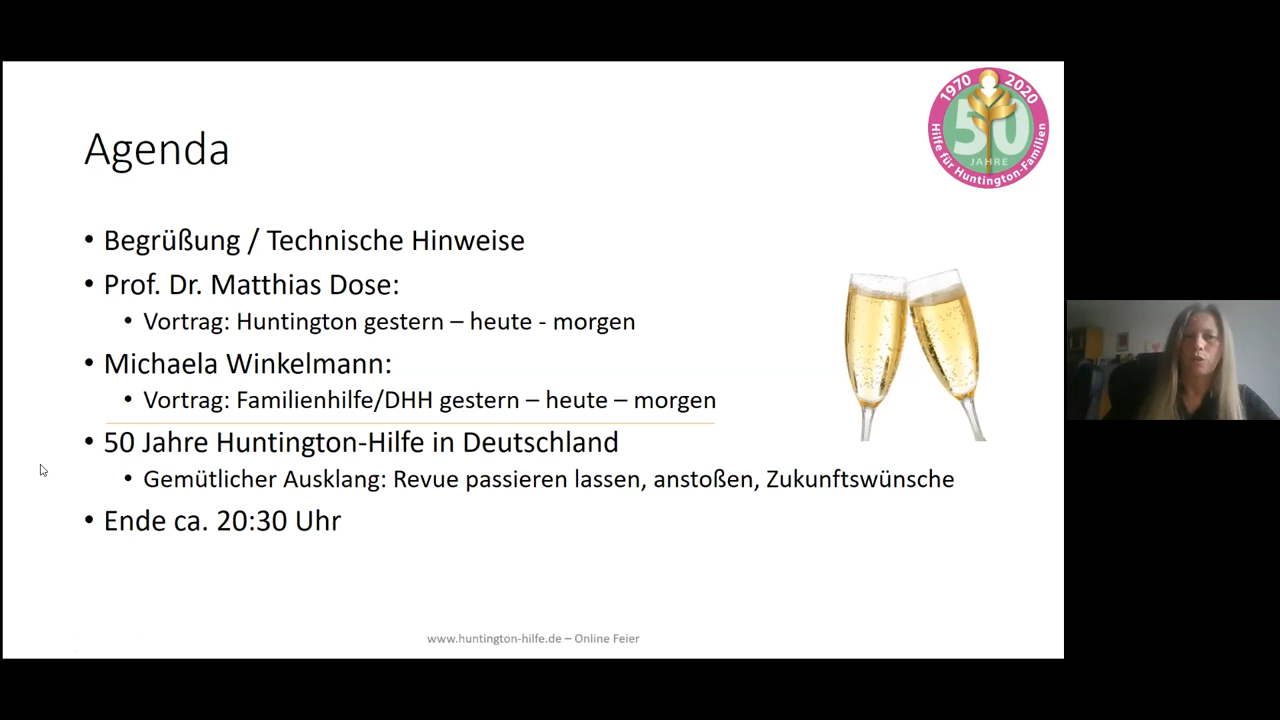 1970 2020
50
JAHRE
Hilfe für Huntington-Familien
Agenda
• Begrüßung / Technische Hinweise
• Prof. Dr. Matthias Dose:
• Vortrag: Huntington gestern – heute - morgen
• Michaela Winkelmann:
• Vortrag: Familienhilfe/DHH gestern – heute – morgen
• 50 Jahre Huntington-Hilfe in Deutschland
• Gemütlicher Ausklang: Revue passieren lassen, anstoßen, Zukunftswünsche
• Ende ca. 20:30 Uhr
www.huntington-hilfe.de – Online Feier